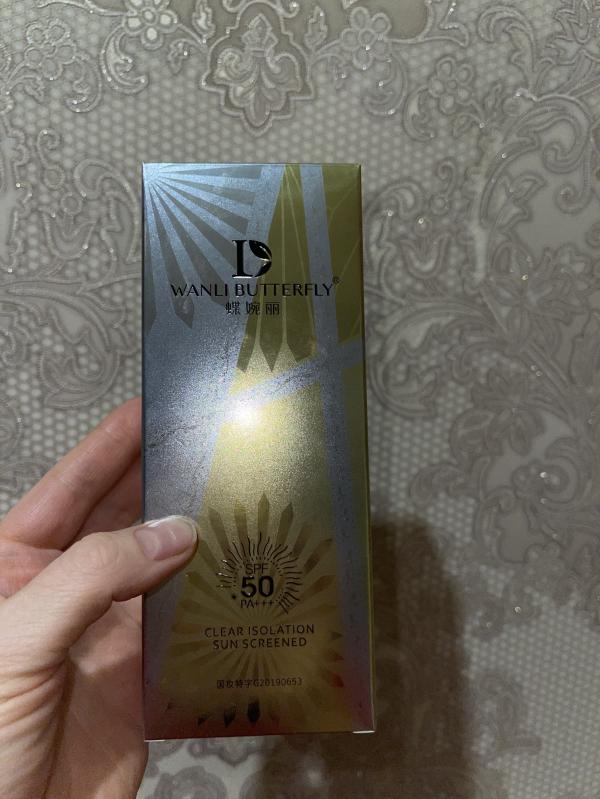 D
WANLI BUTTERFLY®
蝶婉丽
SPF
50
PA+++
CLEAR ISOLATION
SUN SCREENED
国妆特字G20190653